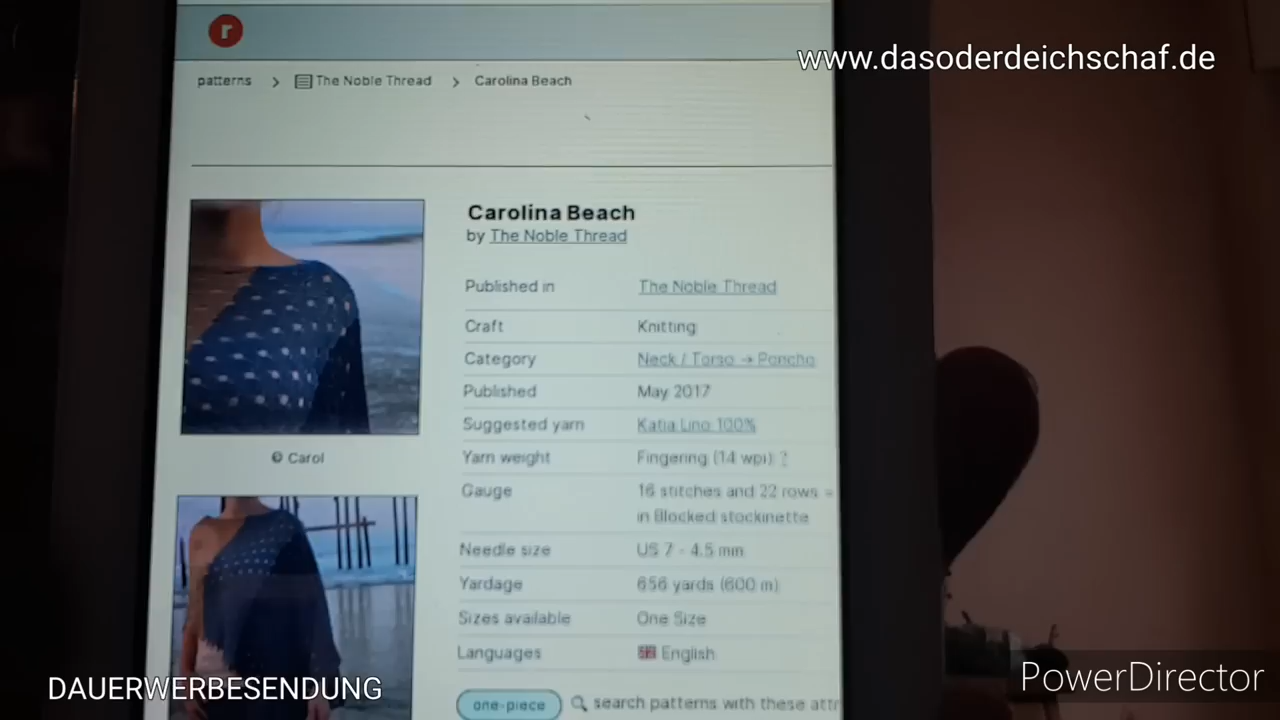 r
www.dasoderdeichschaf.de
patterns > The Noble Thread > Carolina Beach
Carolina Beach
by The Noble Thread
Published in The Noble Thread
Craft Knitting
Category Neck / Torso → Poncho
Published May 2017
Suggested yarn Katia Lino 100%
Yarn weight Fingering (14 wpi) ?
Gauge 16 stitches and 22 rows =
in Blocked stockinette
Needle size US 7 - 4.5 mm
Yardage 656 yards (600 m)
Sizes available One Size
Languages English
one-piece search patterns with these attr
© Carol
DAUERWERBESENDUNG
PowerDirector